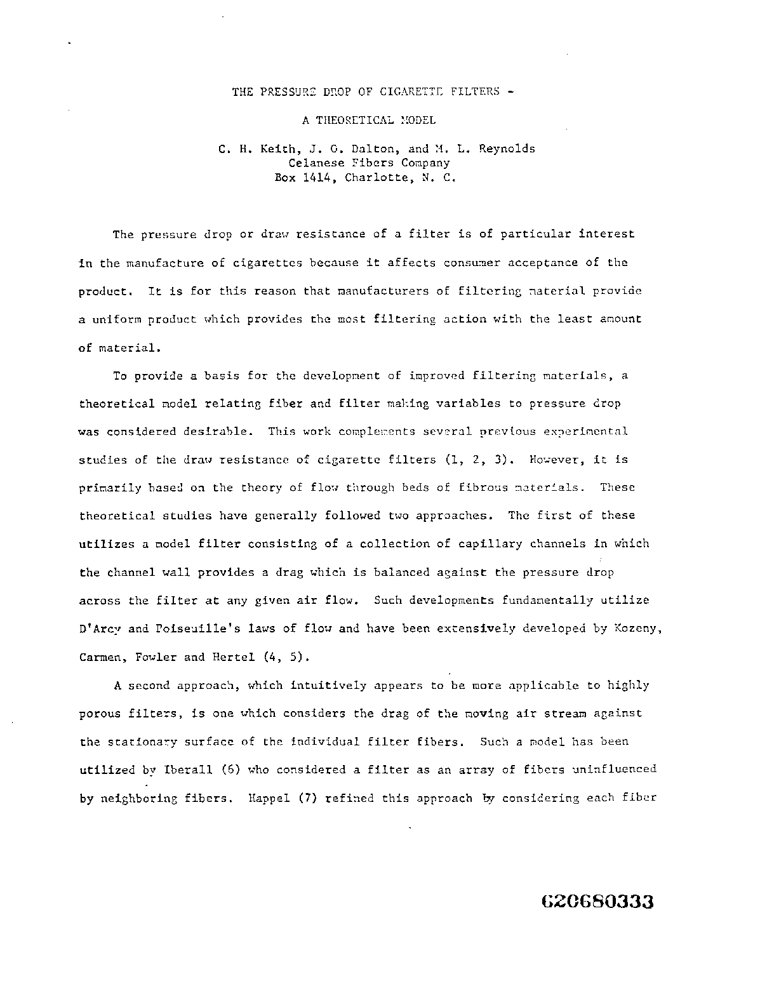 THE PRESSURE DROP OF CIGARETTE FILTERS -
A THEORETICAL MODEL
C. H. Keith, J. G. Dalton, and M. L. Reynolds
Celanese Fibers Company
Box 1414, Charlotte, N. C.
The pressure drop or draw resistance of a filter is of particular interest
in the manufacture of cigarettes because it affects consumer acceptance of the
product. It is for this reason that manufacturers of filtering material provide
a uniform product which provides the most filtering action with the least amount
of material.
To provide a basis for the development of improved filtering materials, a
theoretical model relating fiber and filter making variables to pressure drop
was considered desirable. This work complements several previous experimental
studies of the draw resistance of cigarette filters (1, 2, 3). However, it is
primarily based on the theory of flow through beds of fibrous materials. These
theoretical studies have generally followed two approaches. The first of these
utilizes a model filter consisting of a collection of capillary channels in which
the channel wall provides a drag which is balanced against the pressure drop
across the filter at any given air flow. Such developments fundamentally utilize
D'Arcy and Poiseuille's laws of flow and have been extensively developed by Kozeny,
Carmen, Fowler and Hertel (4, 5).
A second approach, which intuitively appears to be more applicable to highly
porous filters, is one which considers the drag of the moving air stream against
the stationary surface of the individual filter fibers. Such a model has been
utilized by Iberall (6) who considered a filter as an array of fibers uninfluenced
by neighboring fibers. Happel (7) refined this approach by considering each fiber
620680333